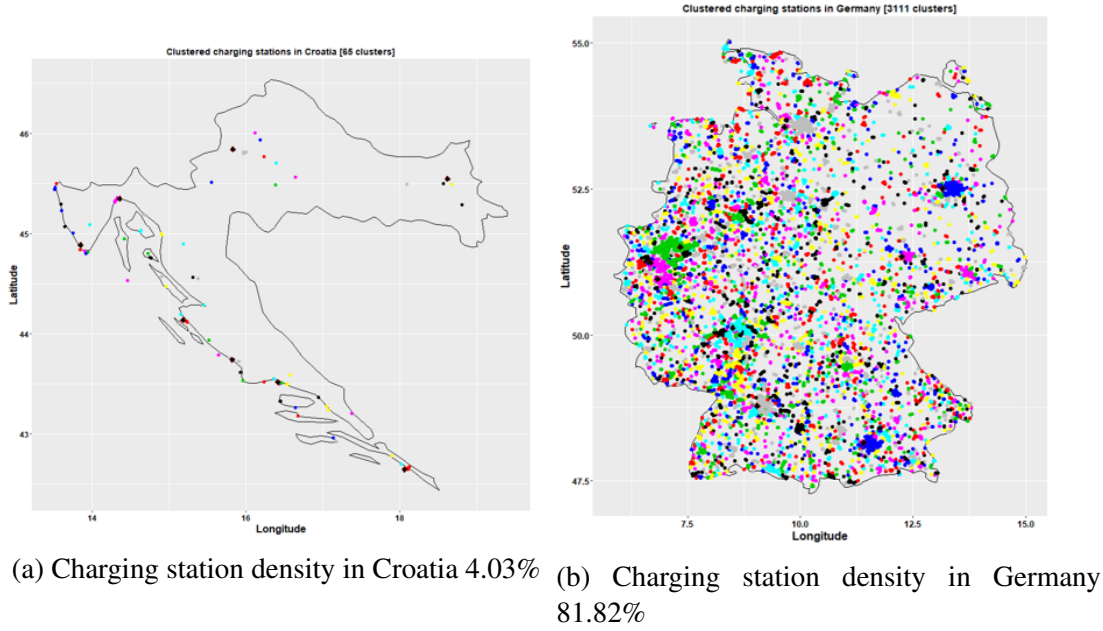 Clustered charging stations in Croatia [65 clusters]
46
45
44
43
Latitude
14
16
18
Longitude
(a) Charging station density in Croatia 4.03%
Clustered charging stations in Germany [3111 clusters]
55.0
52.5
50.0
47.5
Latitude
7.5
10.0
12.5
15.0
Longitude
(b) Charging station density in Germany
81.82%